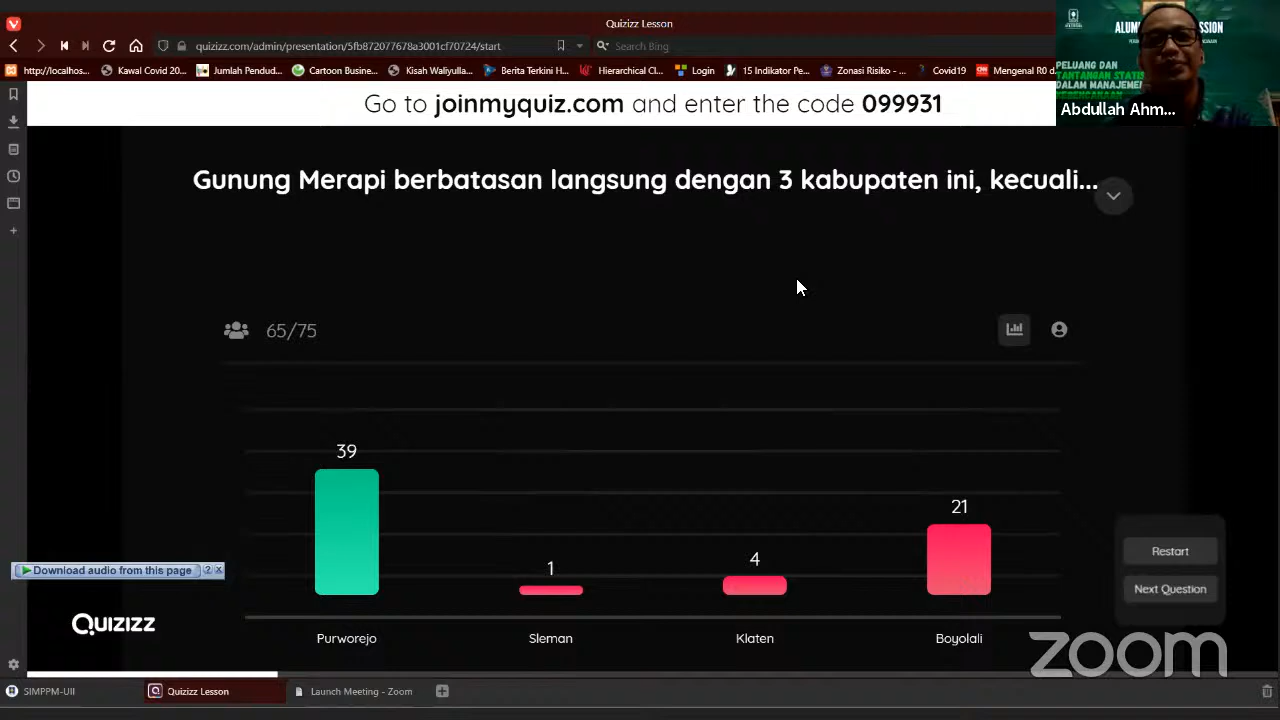 Quizizz Lesson
quizizz.com/admin/presentation/5fb872077678a3001cf70724/start
Search Bing
http://localhos...
Kawal Covid 20...
Jumlah Pendud...
Cartoon Busine...
Kisah Waliyulla...
Berita Terkini H...
Hierarchical Cl...
Login
15 Indikator Pe...
Zonasi Risiko - ...
Covid19
Mengenal R0 d
PELUANG DAN
DALAM
Abdullah Ahm...
Go to joinmyquiz.com and enter the code 099931
Gunung Merapi berbatasan langsung dengan 3 kabupaten ini, kecuali...
65/75
39
1
4
21
Purworejo
Sleman
Klaten
Boyolali
Restart
Next Question
Download audio from this page
? x
Quizizz
zoom
SIMPPM-UII
Quizizz Lesson
Launch Meeting - Zoom